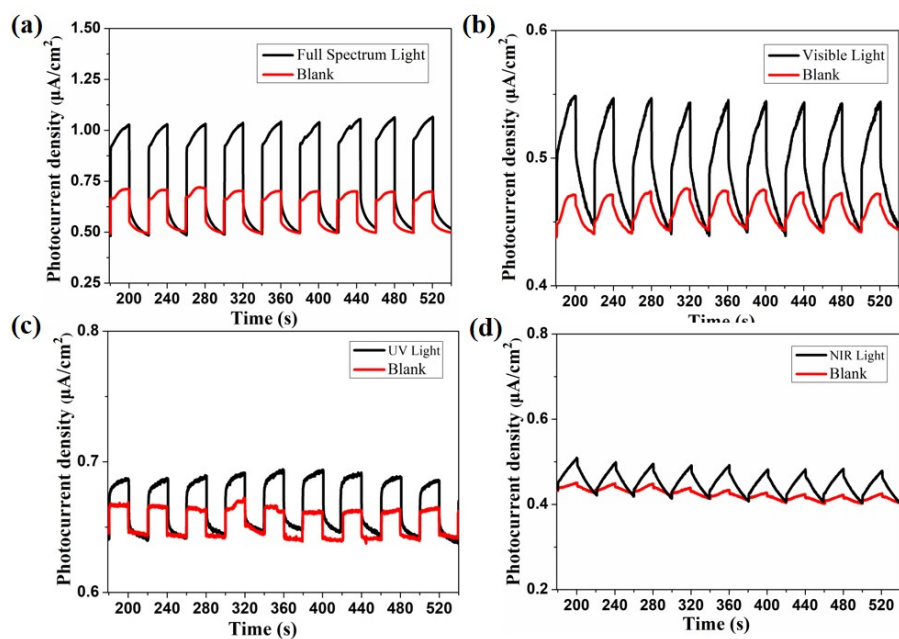 (a)
Photocurrent density (μA/cm²)
1.50
1.25
1.00
0.75
0.50
0.25
Full Spectrum Light
Blank
200 240 280 320 360 400 440 480 520
Time (s)
(b)
Photocurrent density (μA/cm²)
0.6
0.5
0.4
Visible Light
Blank
200 240 280 320 360 400 440 480 520
Time (s)
(c)
Photocurrent density (μA/cm²)
0.8
0.7
0.6
UV Light
Blank
200 240 280 320 360 400 440 480 520
Time (s)
(d)
Photocurrent density (μA/cm²)
0.8
0.6
0.4
0.2
NIR Light
Blank
200 240 280 320 360 400 440 480 520
Time (s)